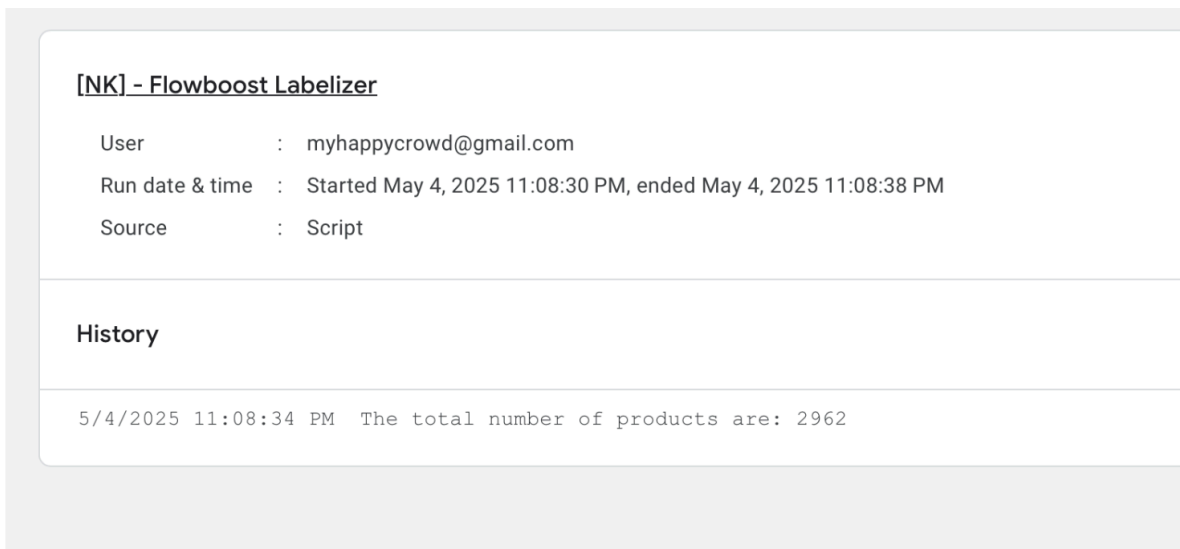 [NK] - Flowboost Labelizer
User : myhappycrowd@gmail.com
Run date & time : Started May 4, 2025 11:08:30 PM, ended May 4, 2025 11:08:38 PM
Source : Script
History
5/4/2025 11:08:34 PM The total number of products are: 2962